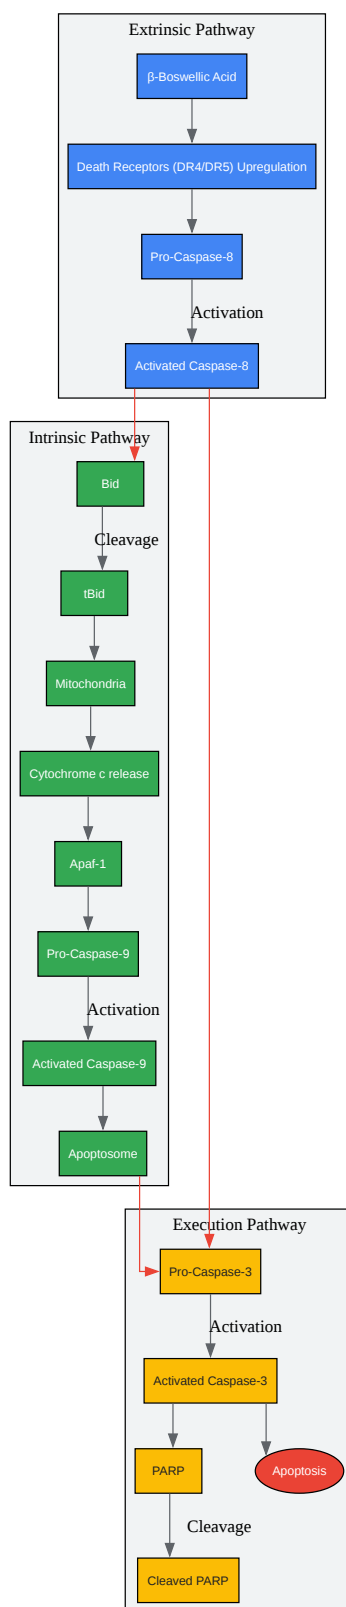 Extrinsic Pathway
β-Boswellic Acid
Death Receptors (DR4/DR5) Upregulation
Pro-Caspase-8
Activation
Activated Caspase-8
Intrinsic Pathway
Bid
Cleavage
tBid
Mitochondria
Cytochrome c release
Apaf-1
Pro-Caspase-9
Activation
Activated Caspase-9
Apoptosome
Execution Pathway
Pro-Caspase-3
Activation
Activated Caspase-3
PARP
Apoptosis
Cleavage
Cleaved PARP